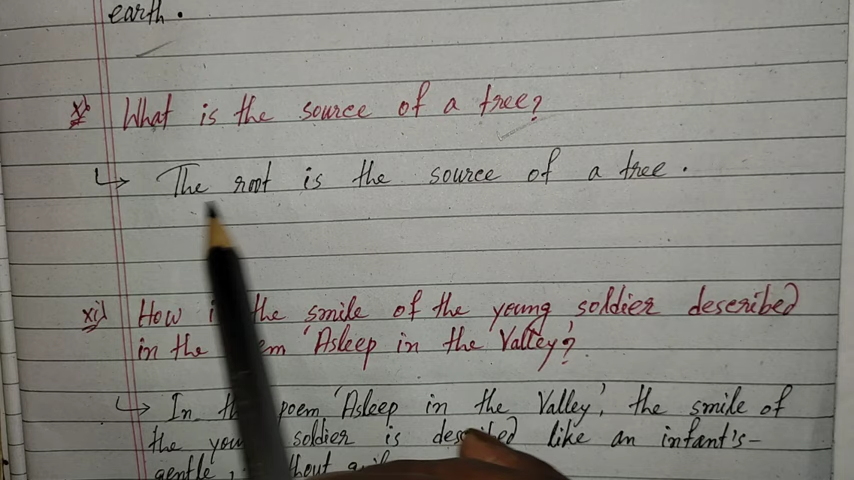 earth.
x) What is the source of a tree?
↳ The root is the source of a tree.
xi) How the smile of the young soldier described
in the 'Asleep in the Valley'?
↳ In poem, 'Asleep in the Valley', the smile of
the soldier is described like an infant's-
gentle,